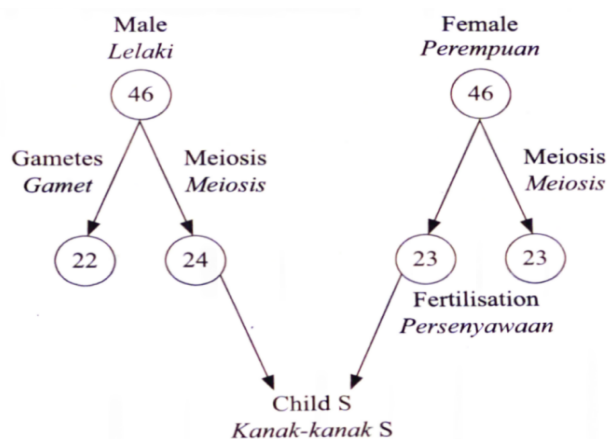 Male
Lelaki
Female
Perempuan
46
46
Gametes
Gamet
Meiosis
Meiosis
Meiosis
Meiosis
22
24
23
23
Fertilisation
Persenyawaan
Child S
Kanak-kanak S